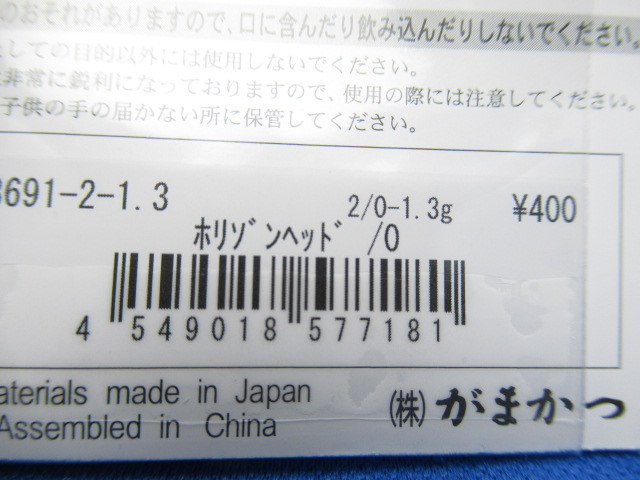 のおそれがありますので、口に含んだり飲み込んだりしないでください。
しての目的以外には使用しないでください。
非常に鋭利になっておりますので、使用の際には注意してください。
子供の手の届かない所に保管してください。
691-2-1.3
2/0-1.3g ¥400
ﾎﾘｿﾞﾝﾍｯﾄﾞ /0
4 549018 577181
aterials made in Japan
Assembled in China
(株) がまかつ